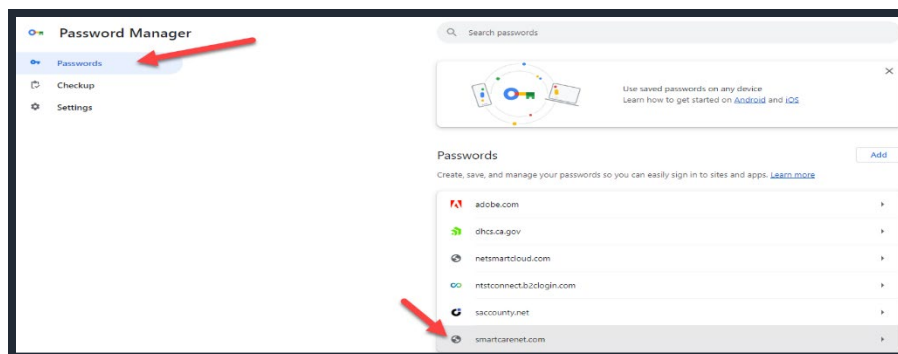 Password Manager
Search passwords
Passwords
Checkup
Settings
Use saved passwords on any device
Learn how to get started on Android and iOS
Passwords
Add
Create, save, and manage your passwords so you can easily sign in to sites and apps. Learn more
adobe.com
dhcs.ca.gov
netsmartcloud.com
ntstconnect.b2clogin.com
saccounty.net
smartcarenet.com